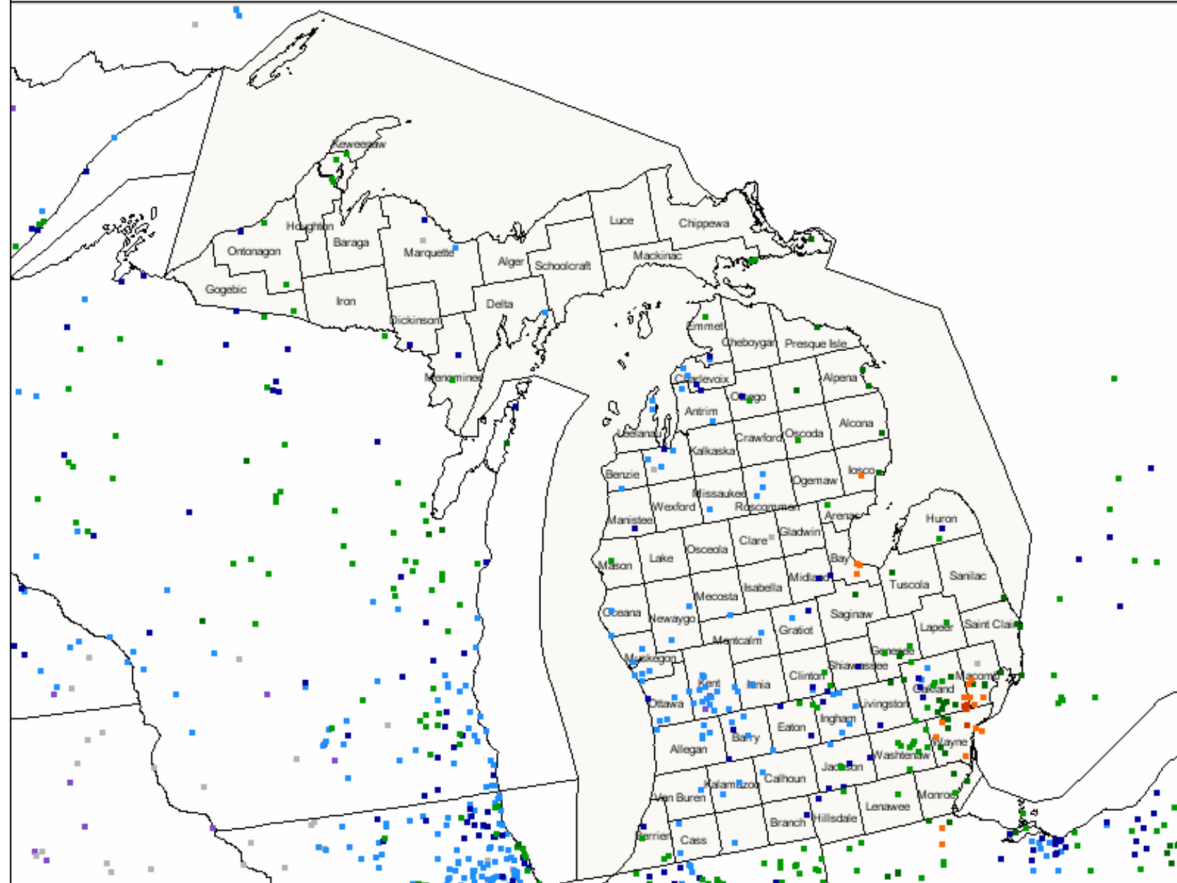 Keweenaw
Houghton
Ontonagon
Baraga
Gogebic
Iron
Marquette
Alger
Schoolcraft
Luce
Chippewa
Mackinac
Delta
Dickinson
Menominee
Emmet
Cheboygan
Presque Isle
Charlevoix
Otsego
Alpena
Antrim
Leelanau
Kalkaska
Crawford
Oscoda
Alcona
Benzie
Missaukee
Ogemaw
Iosco
Manistee
Wexford
Roscommon
Arenac
Huron
Mason
Lake
Osceola
Clare
Gladwin
Bay
Mecosta
Isabella
Midland
Tuscola
Sanilac
Oceana
Newaygo
Montcalm
Gratiot
Saginaw
Lapeer
Saint Clair
Muskegon
Kent
Ionia
Clinton
Shiawassee
Genesee
Macomb
Ottawa
Oakland
Livingston
Allegan
Barry
Eaton
Ingham
Wayne
Washtenaw
Van Buren
Kalamazoo
Calhoun
Jackson
Monroe
Lenawee
Berrien
Cass
Branch
Hillsdale